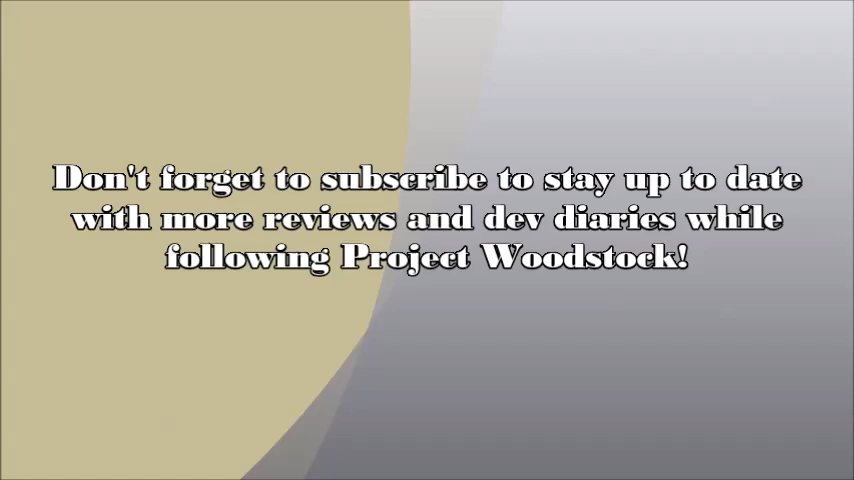 Don't forget to subscribe to stay up to date
with more reviews and dev diaries while
following Project Woodstock!